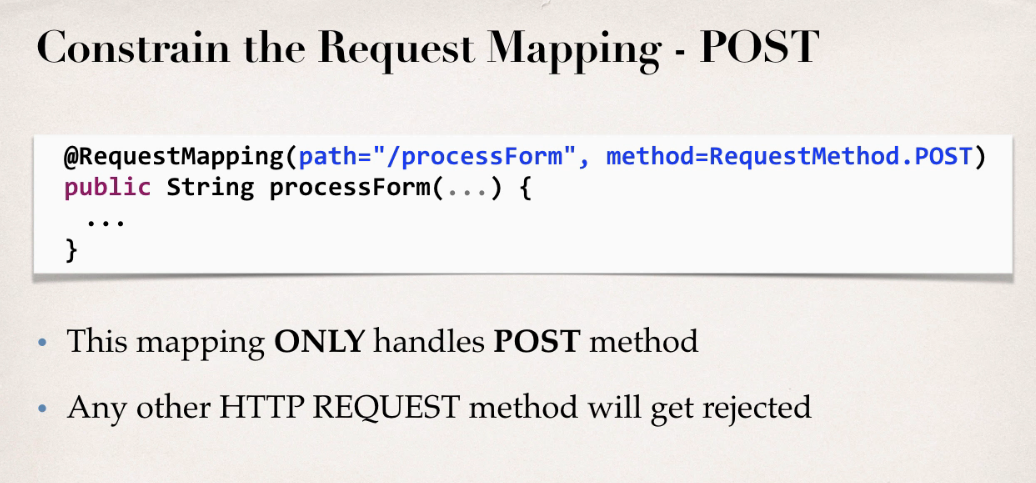 Constrain the Request Mapping - POST
@RequestMapping(path="/processForm", method=RequestMethod.POST)
public String processForm(...) {
...
}
• This mapping ONLY handles POST method
• Any other HTTP REQUEST method will get rejected